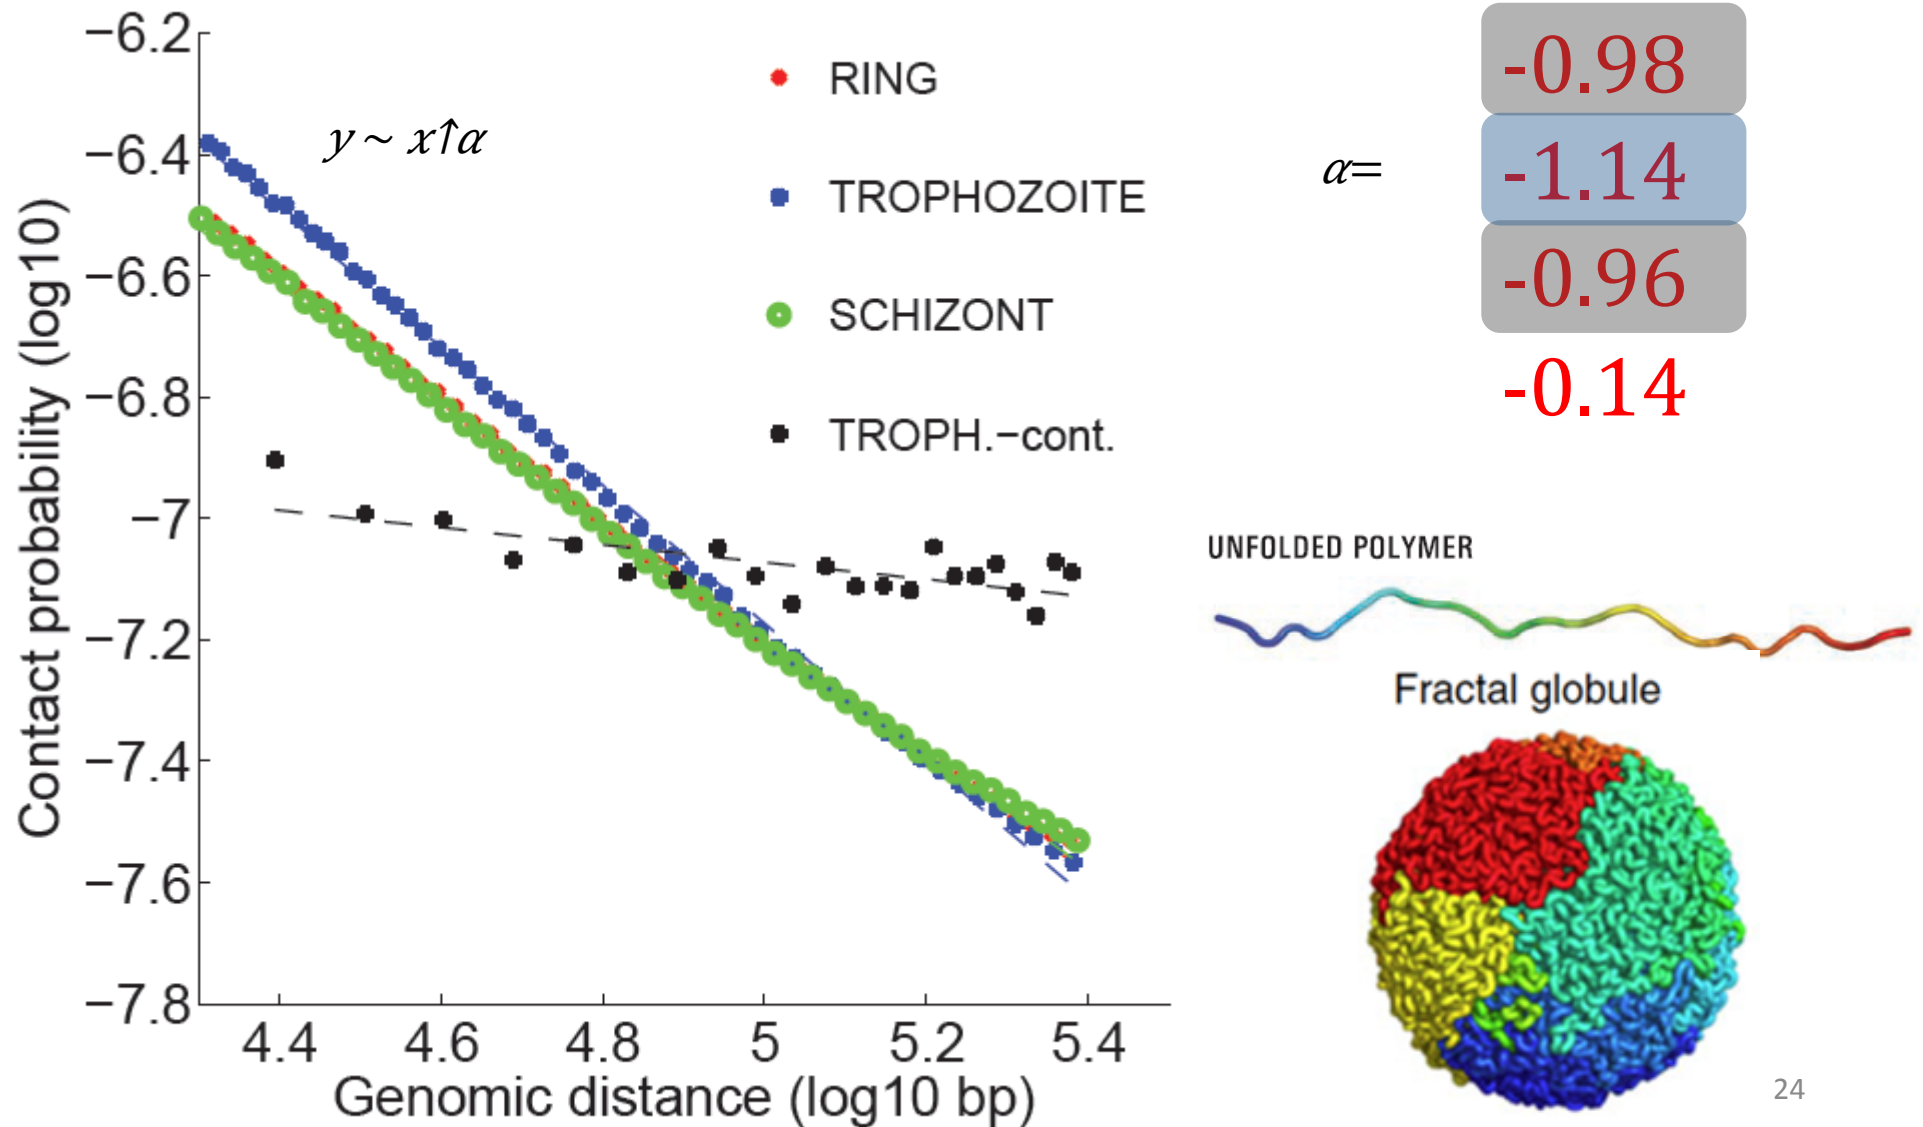 −6.2
−6.4
−6.6
−6.8
−7
−7.2
−7.4
−7.6
−7.8
Contact probability (log10)
4.4 4.6 4.8 5 5.2 5.4
Genomic distance (log10 bp)
y ~ x↑α
RING
TROPHOZOITE
SCHIZONT
TROPH.−cont.
α=
-0.98
-1.14
-0.96
-0.14
UNFOLDED POLYMER
Fractal globule
24